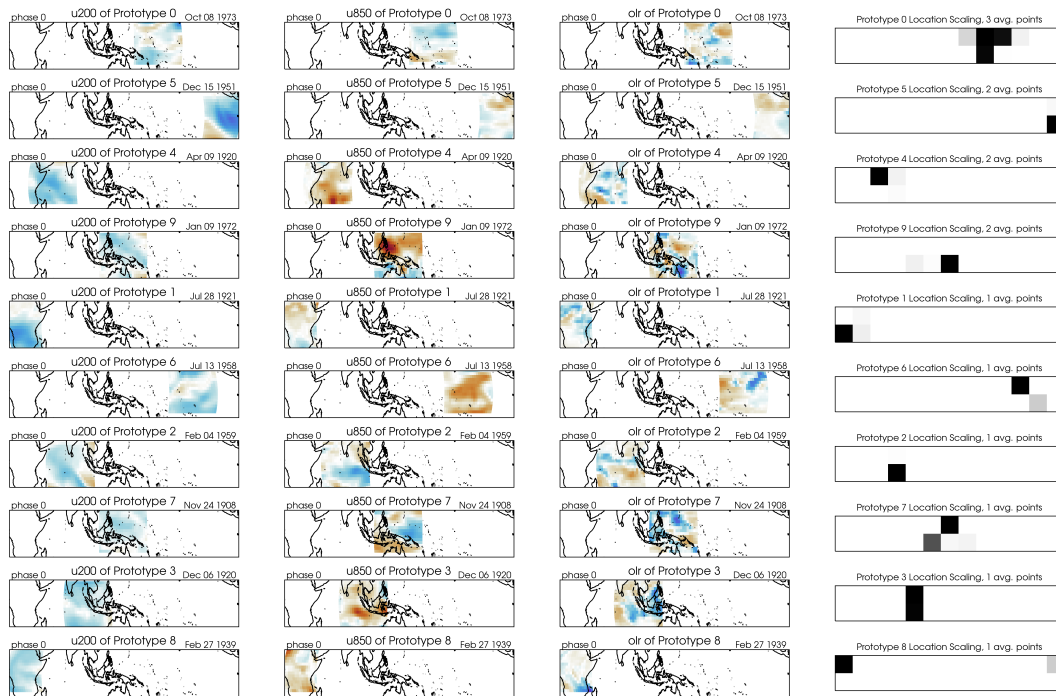 phase 0 u200 of Prototype 0 Oct 08 1973
phase 0 u850 of Prototype 0 Oct 08 1973
phase 0 olr of Prototype 0 Oct 08 1973
Prototype 0 Location Scaling, 3 avg. points
phase 0 u200 of Prototype 5 Dec 15 1951
phase 0 u850 of Prototype 5 Dec 15 1951
phase 0 olr of Prototype 5 Dec 15 1951
Prototype 5 Location Scaling, 2 avg. points
phase 0 u200 of Prototype 4 Apr 09 1920
phase 0 u850 of Prototype 4 Apr 09 1920
phase 0 olr of Prototype 4 Apr 09 1920
Prototype 4 Location Scaling, 2 avg. points
phase 0 u200 of Prototype 9 Jan 09 1972
phase 0 u850 of Prototype 9 Jan 09 1972
phase 0 olr of Prototype 9 Jan 09 1972
Prototype 9 Location Scaling, 2 avg. points
phase 0 u200 of Prototype 1 Jul 28 1921
phase 0 u850 of Prototype 1 Jul 28 1921
phase 0 olr of Prototype 1 Jul 28 1921
Prototype 1 Location Scaling, 1 avg. points
phase 0 u200 of Prototype 6 Jul 13 1958
phase 0 u850 of Prototype 6 Jul 13 1958
phase 0 olr of Prototype 6 Jul 13 1958
Prototype 6 Location Scaling, 1 avg. points
phase 0 u200 of Prototype 2 Feb 04 1959
phase 0 u850 of Prototype 2 Feb 04 1959
phase 0 olr of Prototype 2 Feb 04 1959
Prototype 2 Location Scaling, 1 avg. points
phase 0 u200 of Prototype 7 Nov 24 1908
phase 0 u850 of Prototype 7 Nov 24 1908
phase 0 olr of Prototype 7 Nov 24 1908
Prototype 7 Location Scaling, 1 avg. points
phase 0 u200 of Prototype 3 Dec 06 1920
phase 0 u850 of Prototype 3 Dec 06 1920
phase 0 olr of Prototype 3 Dec 06 1920
Prototype 3 Location Scaling, 1 avg. points
phase 0 u200 of Prototype 8 Feb 27 1939
phase 0 u850 of Prototype 8 Feb 27 1939
phase 0 olr of Prototype 8 Feb 27 1939
Prototype 8 Location Scaling, 1 avg. points